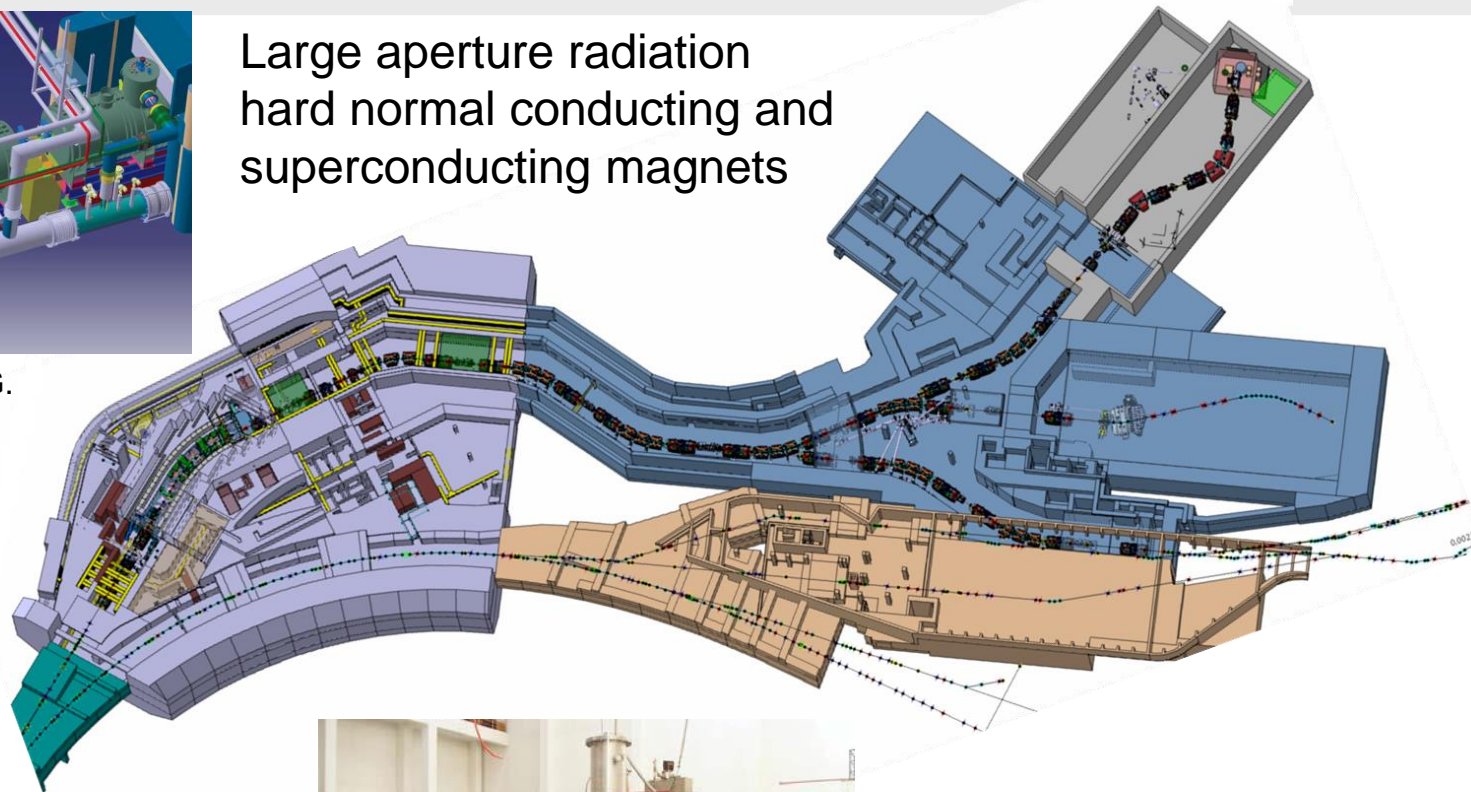 Large aperture radiation
hard normal conducting and
superconducting magnets